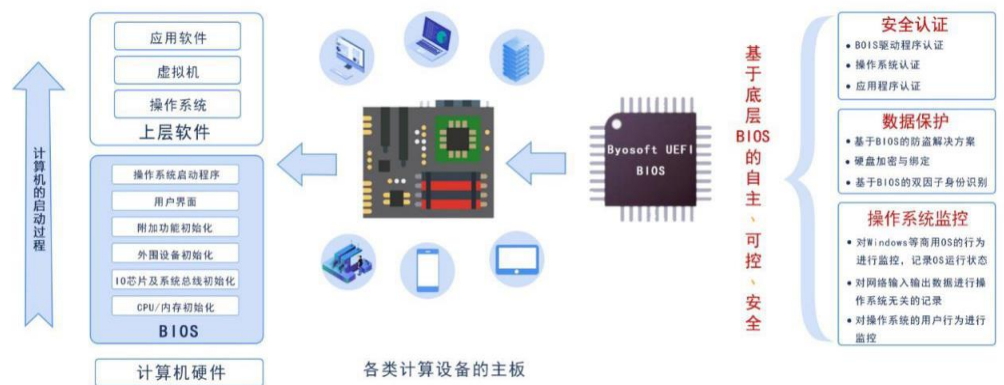 计算机的启动过程
应用软件
虚拟机
操作系统
上层软件
操作系统启动程序
用户界面
附加功能初始化
外围设备初始化
IO芯片及系统总线初始化
CPU/内存初始化
BIOS
计算机硬件
各类计算设备的主板
Byosoft UEFI
BIOS
基于底层BIOS的自主、可控、安全
安全认证
• BOIS驱动程序认证
• 操作系统认证
• 应用程序认证
数据保护
• 基于BIOS的防盗解决方案
• 硬盘加密与绑定
• 基于BIOS的双因子身份识别
操作系统监控
• 对Windows等商用OS的行为
进行监控，记录OS运行状态
• 对网络输入输出数据进行操
作系统无关的记录
• 对操作系统的用户行为进行
监控